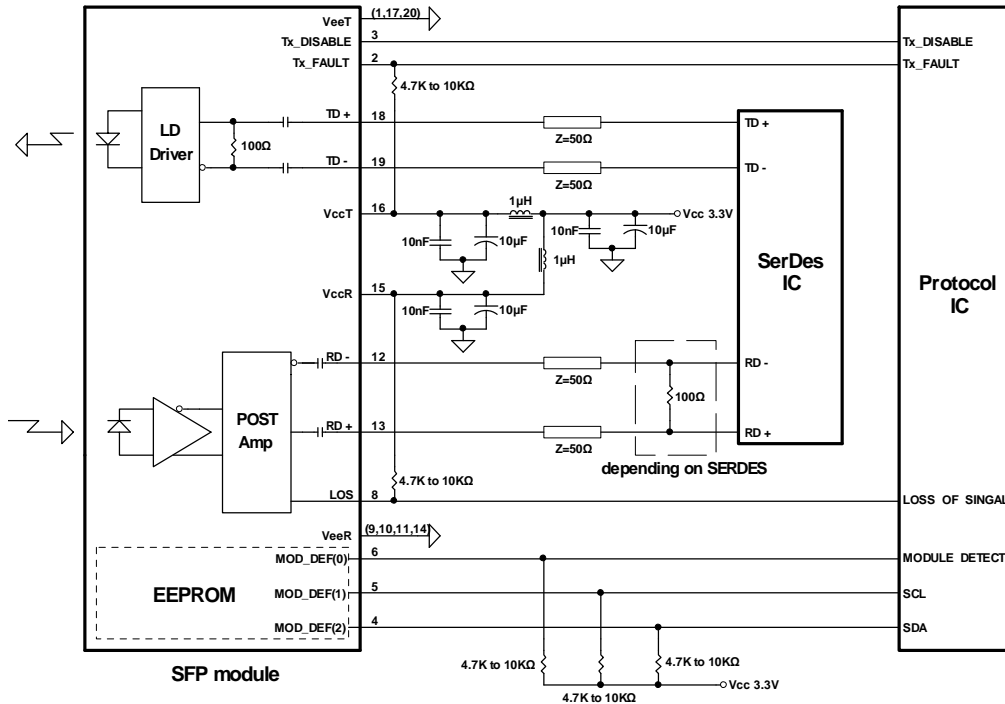 VeeT (1,17,20)
Tx_DISABLE 3 Tx_DISABLE
Tx_FAULT 2 Tx_FAULT
4.7K to 10KΩ
LD
Driver
100Ω
TD + 18 Z=50Ω TD +
TD - 19 Z=50Ω TD -
1µH
VccT 16 Vcc 3.3V
10nF 10µF 10nF 10µF
1µH
VccR 15
10nF 10µF
SerDes
IC
Protocol
IC
RD - 12 Z=50Ω RD -
100Ω
POST
Amp
RD + 13 Z=50Ω RD +
depending on SERDES
4.7K to 10KΩ
LOS 8 LOSS OF SINGAL
VeeR (9,10,11,14)
MOD_DEF(0) 6 MODULE DETECT
EEPROM
MOD_DEF(1) 5 SCL
MOD_DEF(2) 4 SDA
4.7K to 10KΩ 4.7K to 10KΩ
4.7K to 10KΩ
Vcc 3.3V
SFP module